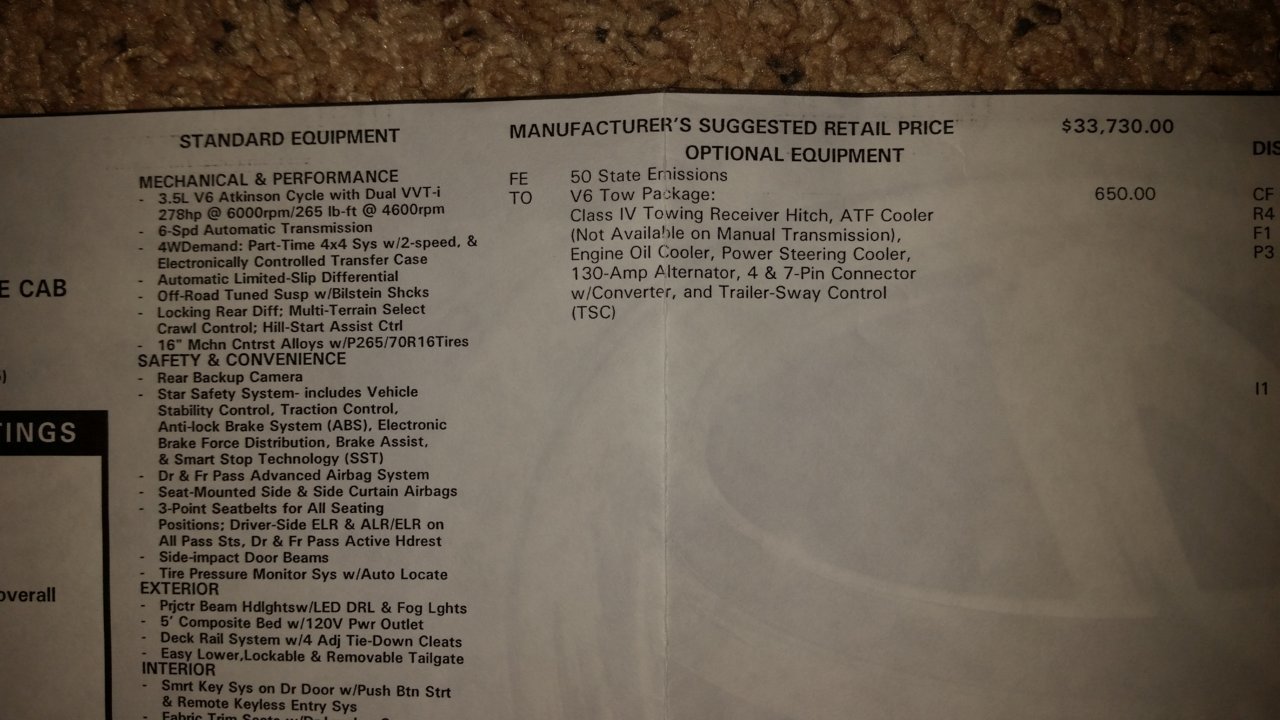 E CAB
TINGS
overall
STANDARD EQUIPMENT
MECHANICAL & PERFORMANCE
- 3.5L V6 Atkinson Cycle with Dual VVT-i
278hp @ 6000rpm/265 lb-ft @ 4600rpm
- 6-Spd Automatic Transmission
- 4WDemand: Part-Time 4x4 Sys w/2-speed, &
Electronically Controlled Transfer Case
- Automatic Limited-Slip Differential
- Off-Road Tuned Susp w/Bilstein Shcks
- Locking Rear Diff; Multi-Terrain Select
Crawl Control; Hill-Start Assist Ctrl
- 16" Mchn Cntrst Alloys w/P265/70R16Tires
SAFETY & CONVENIENCE
- Rear Backup Camera
- Star Safety System- includes Vehicle
Stability Control, Traction Control,
Anti-lock Brake System (ABS), Electronic
Brake Force Distribution, Brake Assist,
& Smart Stop Technology (SST)
- Dr & Fr Pass Advanced Airbag System
- Seat-Mounted Side & Side Curtain Airbags
- 3-Point Seatbelts for All Seating
Positions; Driver-Side ELR & ALR/ELR on
All Pass Sts, Dr & Fr Pass Active Hdrest
- Side-impact Door Beams
- Tire Pressure Monitor Sys w/Auto Locate
EXTERIOR
- Prjctr Beam Hdlghtsw/LED DRL & Fog Lghts
- 5' Composite Bed w/120V Pwr Outlet
- Deck Rail System w/4 Adj Tie-Down Cleats
- Easy Lower,Lockable & Removable Tailgate
INTERIOR
- Smrt Key Sys on Dr Door w/Push Btn Strt
& Remote Keyless Entry Sys
- Fabric Trim Seats
MANUFACTURER'S SUGGESTED RETAIL PRICE $33,730.00
OPTIONAL EQUIPMENT
FE 50 State Emissions
TO V6 Tow Package: 650.00
Class IV Towing Receiver Hitch, ATF Cooler
(Not Available on Manual Transmission),
Engine Oil Cooler, Power Steering Cooler,
130-Amp Alternator, 4 & 7-Pin Connector
w/Converter, and Trailer-Sway Control
(TSC)
DIS
CF
R4
F1
P3
I1